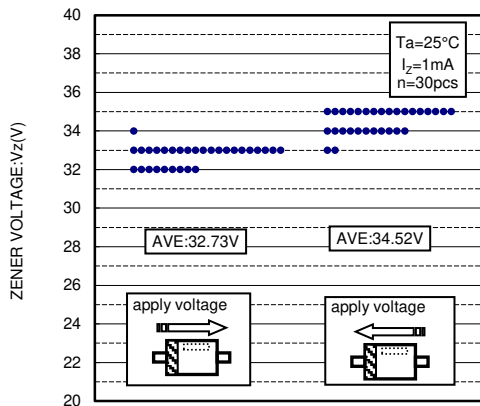 40
38
36
34
32
30
28
26
24
22
20
ZENER VOLTAGE:Vz(V)
Ta=25°C
IZ=1mA
n=30pcs
AVE:32.73V
AVE:34.52V
apply voltage
apply voltage